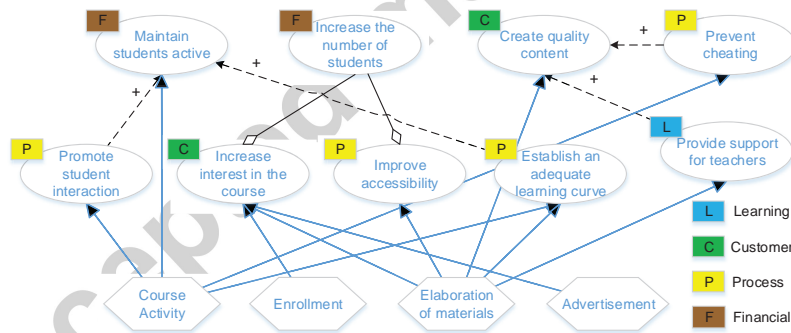 F
Maintain
students active
F
Increase the
number of
students
C
Create quality
content
P
Prevent
cheating
+
+
+
+
P
Promote
student
interaction
C
Increase
interest in the
course
P
Improve
accessibility
P
Establish an
adequate
learning curve
L
Provide support
for teachers
L Learning
C Customer
P Process
F Financial
Course
Activity
Enrollment
Elaboration
of materials
Advertisement